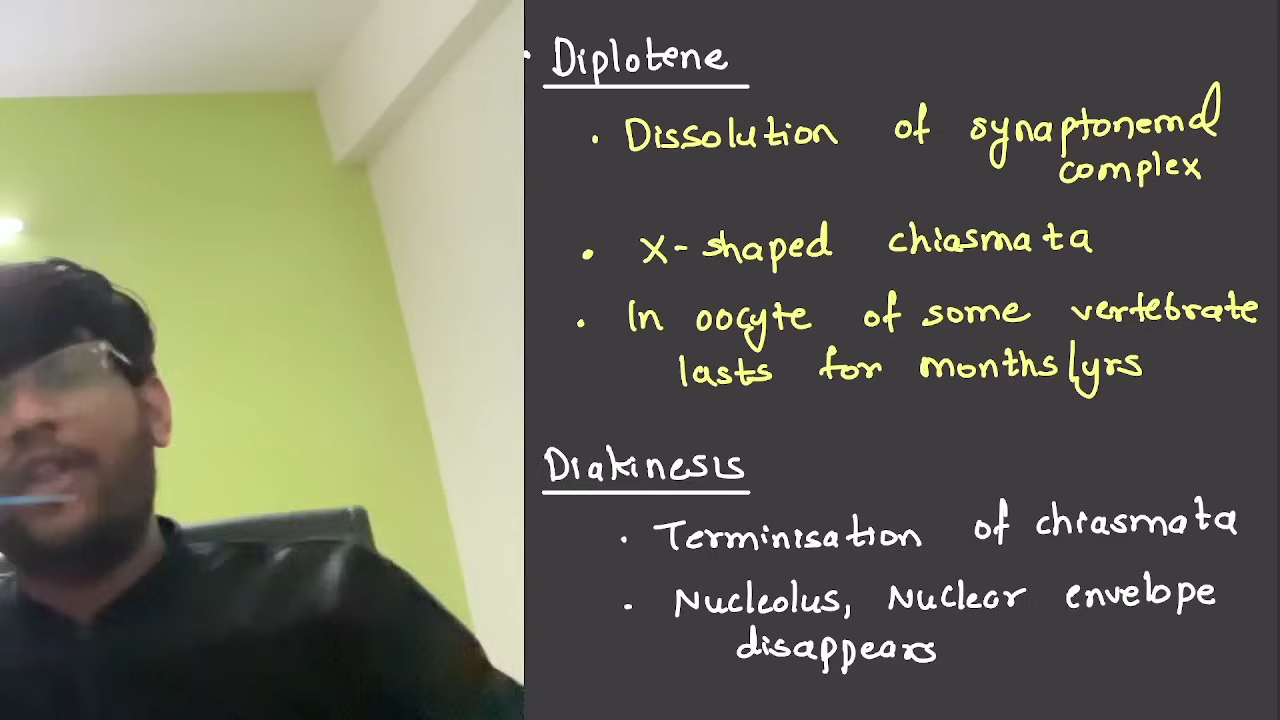 • Diplotene
• Dissolution of synaptonemal
complex
• X-shaped chiasmata
• In oocyte of some vertebrate
lasts for months/yrs
Diakinesis
• Terminisation of chiasmata
• Nucleolus, Nuclear envelope
disappears